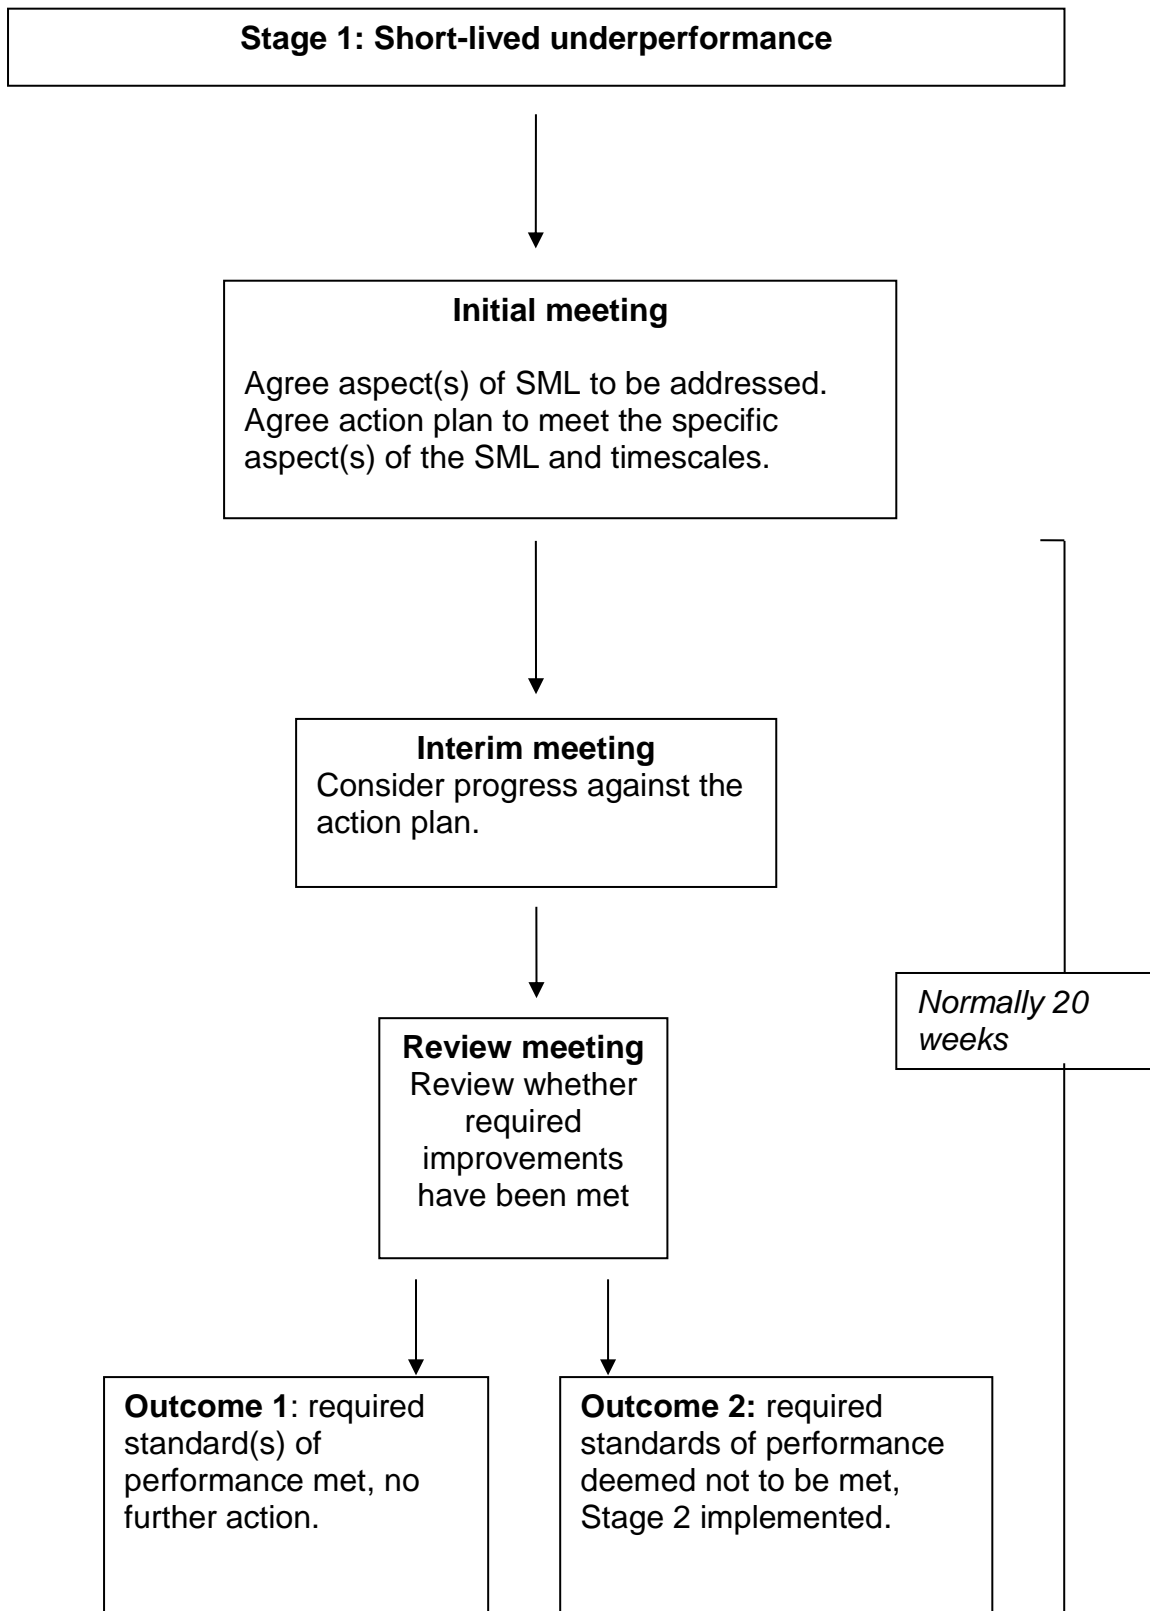 Stage 1: Short-lived underperformance
Initial meeting
Agree aspect(s) of SML to be addressed.
Agree action plan to meet the specific
aspect(s) of the SML and timescales.
Interim meeting
Consider progress against the
action plan.
Normally 20
weeks
Review meeting
Review whether
required
improvements
have been met
Outcome 1: required
standard(s) of
performance met, no
further action.
Outcome 2: required
standards of performance
deemed not to be met,
Stage 2 implemented.